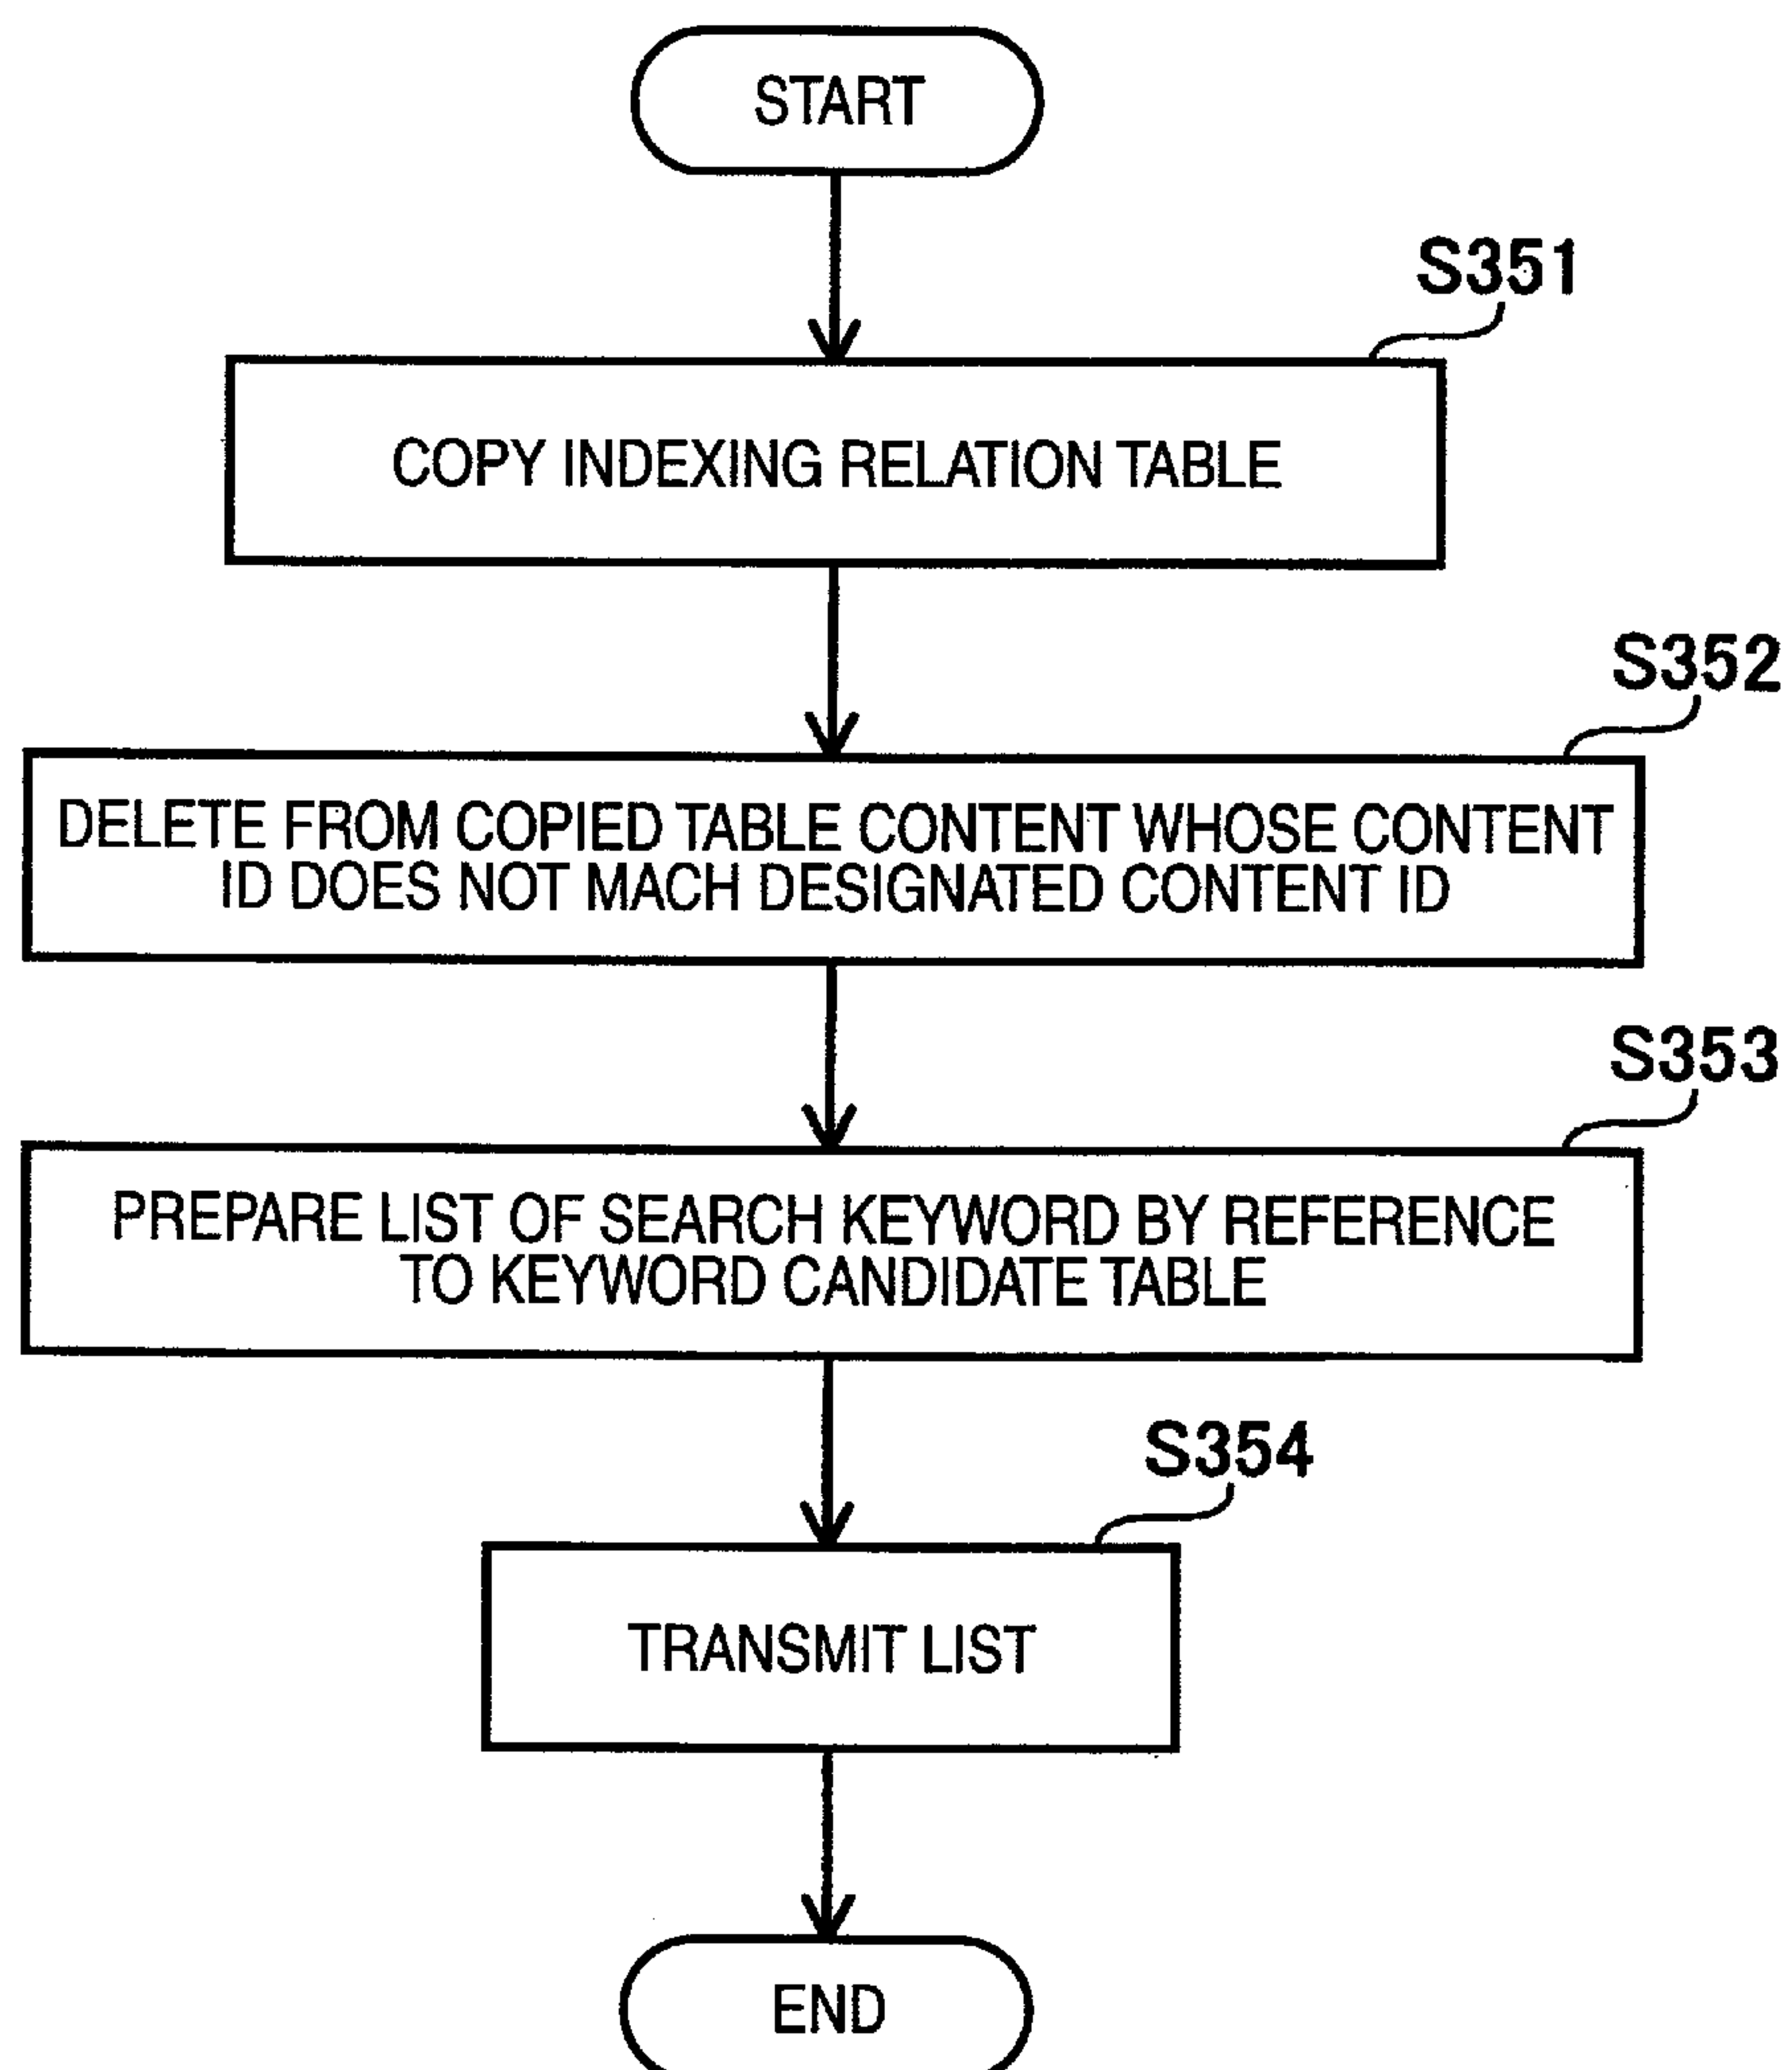 START
S351
COPY INDEXING RELATION TABLE
S352
DELETE FROM COPIED TABLE CONTENT WHOSE CONTENT
ID DOES NOT MACH DESIGNATED CONTENT ID
S353
PREPARE LIST OF SEARCH KEYWORD BY REFERENCE
TO KEYWORD CANDIDATE TABLE
S354
TRANSMIT LIST
END